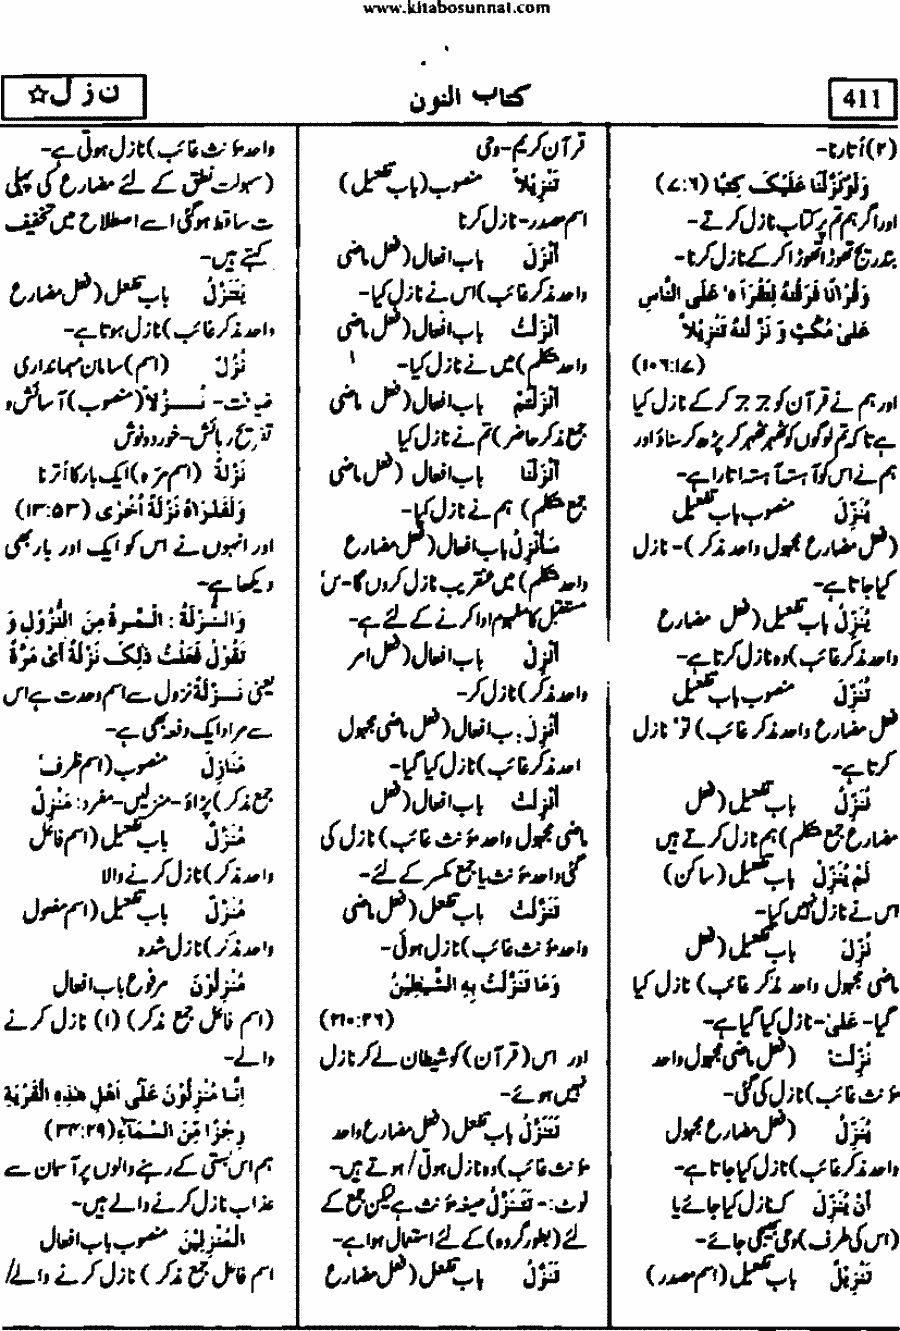 www.kitabosunnat.com
411
کتاب النون
ن ز ل ☆
(۲) اُتارنا-
وَلَوْنَزَّلْنَا عَلَیْکَ کِتٰبًا (۷:۶)
اور اگر ہم تم پر کتاب نازل کرتے-
بتدریج تھوڑا تھوڑا کر کے نازل کرنا-
وَقُرْاٰنًا فَرَقْنٰهُ لِتَقْرَاَهٗ عَلَی النَّاسِ
عَلٰی مُکْثٍ وَّ نَزَّلْنٰهُ تَنْزِیْلاً
(۱۰۶:۱۷)
اور ہم نے قرآن کو جزو جزو کر کے نازل کیا
ہے تاکہ تم لوگوں کو ٹھہر ٹھہر کر پڑھ کر سناؤ اور
ہم نے اس کو آہستہ آہستہ اتارا ہے-
یُنَزِّلَ منصوب باب تفعیل
(فعل مضارع مجہول واحد مذکر)- نازل
کیا جاتا ہے-
یُنَزِّلُ باب تفعیل (فعل مضارع
واحد مذکر غائب) وہ نازل کرتا ہے-
تُنَزِّلَ منصوب باب تفعیل
فعل مضارع واحد مذکر غائب) تو نازل
کرتا ہے-
نُنَزِّلُ باب تفعیل (فعل
مضارع جمع متکلم) ہم نازل کرتے ہیں
لَمْ یُنَزِّلْ باب تفعیل (ساکن)
اس نے نازل نہیں کیا-
نُزِّلَ باب تفعیل (فعل
ماضی مجہول واحد مذکر غائب) نازل کیا
گیا- عَلیٰ- نازل کیا گیا ہے-
نُزِّلَتْ (فعل ماضی مجہول واحد
مؤنث غائب) نازل کی گئی-
یُنَزَّلُ (فعل مضارع مجہول
واحد مذکر غائب) نازل کیا جاتا ہے-
اَنْ یُّنَزَّلَ کہ نازل کیا جائے یا
(اس کی طرف) وحی بھیجی جائے-
تَنْزِیْلُ باب تفعیل (اسم مصدر)
قرآن کریم- وحی
تَنْزِیْلاً منصوب (باب تفعیل)
اسم مصدر- نازل کرنا
اَنْزَلَ باب افعال (فعل ماضی
واحد مذکر غائب) اس نے نازل کیا-
اَنْزَلْتُ باب افعال (فعل ماضی
واحد متکلم) میں نے نازل کیا-
اَنْزَلْتُمْ باب افعال (فعل ماضی
جمع مذکر حاضر) تم نے نازل کیا
اَنْزَلْنَا باب افعال (فعل ماضی
جمع متکلم) ہم نے نازل کیا-
سَاُنْزِلُ باب افعال (فعل مضارع
واحد متکلم) میں عنقریب نازل کروں گا- سَ
مستقبل کا مفہوم ادا کرنے کے لئے ہے-
اَنْزِلْ باب افعال (فعل امر
واحد مذکر) نازل کر-
اُنْزِلَ: ب افعال (فعل ماضی مجہول
احد مذکر غائب) نازل کیا گیا-
اُنْزِلَتْ باب افعال (فعل
ماضی مجہول واحد مؤنث غائب) نازل کی
گئی واحد مؤنث یا جمع مکسر کے لئے-
تَنَزَّلَتْ باب تفعل (فعل ماضی
واحد مؤنث غائب) نازل ہوئی-
وَمَا تَنَزَّلَتْ بِهِ الشَّیٰطِیْنُ
(۲۱۰:۲۶)
اور اس (قرآن) کو شیطان لے کر نازل
نہیں ہوئے-
تَتَنَزَّلُ باب تفعل (فعل مضارع واحد
مؤنث غائب) وہ نازل ہوتی/ ہوتے ہیں-
نوٹ:- تَتَنَزَّلُ صیغہ مؤنث ہے لیکن جمع کے
لئے (بطور گروہ) کے لئے استعمال ہوا ہے-
تَنَزَّلُ باب تفعل (فعل مضارع
واحد مؤنث غائب) نازل ہوتی ہے-
(سہولت نطق کے لئے مضارع کی پہلی
ت ساقط ہوگئی اسے اصطلاح میں تخفیف
کہتے ہیں-
یَتَنَزَّلُ باب تفعل (فعل مضارع
واحد مذکر غائب) نازل ہوتا ہے-
نُزُلٌ (اسم) سامان مہمانداری
ضیافت- نُزُلاً (منصوب) آسائش و
تفریح رہائش- خورد و نوش
نَزْلَةً (اسم مرّہ) ایک بار کا اُترنا
وَلَقَدْرَاٰهُ نَزْلَةً اُخْرٰی (۱۳:۵۳)
اور انہوں نے اس کو ایک اور بار بھی
دیکھا ہے-
وَالنَّزْلَةُ : الْمَرَّةُ مِنَ النُّزُوْلِ وَ
تَقُوْلُ فَعَلْتُ ذٰلِکَ نَزْلَةً اَیْ مَرَّةً
یعنی نَزْلَةً نزول سے اسم وحدت ہے اس
سے مراد ایک دفعہ بھی ہے-
مَنَازِلَ منصوب (اسم ظرف
جمع مذکر) پڑاؤ- منزلیں- مفرد: مَنْزِلٌ
مُنَزِّلٌ باب تفعیل (اسم فاعل
واحد مذکر) نازل کرنے والا
مُنَزَّلٌ باب تفعیل (اسم مفعول
واحد مذکر) نازل شدہ
مُنْزِلُوْنَ مرفوع باب افعال
(اسم فاعل جمع مذکر) (۱) نازل کرنے
والے-
اِنَّا مُنْزِلُوْنَ عَلٰٓی اَهْلِ هٰذِهِ الْقَرْیَةِ
رِجْزًا مِّنَ السَّمَآءِ (۳۴:۲۹)
ہم اس بستی کے رہنے والوں پر آسمان سے
عذاب نازل کرنے والے ہیں-
الْمُنْزِلِیْنَ منصوب باب افعال
اسم فاعل جمع مذکر) نازل کرنے والے/